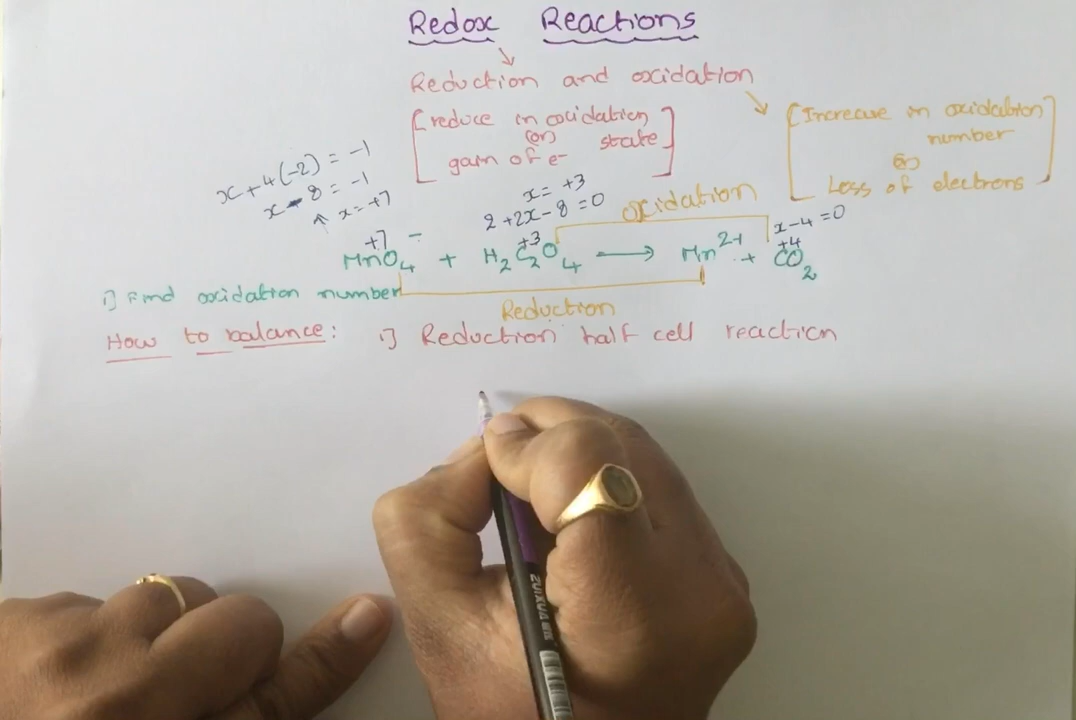 Redox Reactions
Reduction and oxidation
[reduce in oxidation state
(or)
gain of e-]
[Increase in oxidation number
(or)
Loss of electrons]
x+4(-2) = -1
x-8 = -1
x=+7
x= +3
2+2x-8=0
oxidation
x-4=0
+7 +3 +4
MnO4- + H2C2O4 → Mn2+ + CO2
1] Find oxidation number
Reduction
How to balance: 1] Reduction half cell reaction
ZUIXUA